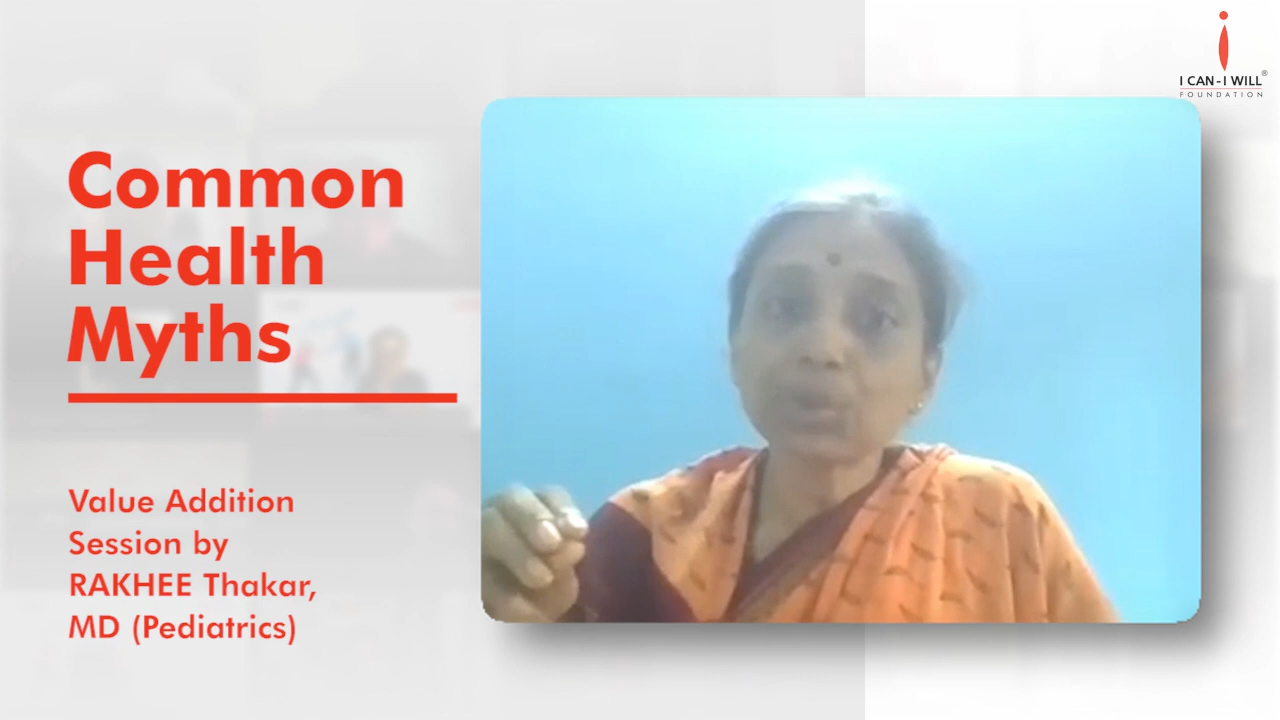 Common
Health
Myths
Value Addition
Session by
RAKHEE Thakar,
MD (Pediatrics)
I CAN-I WILL®
FOUNDATION